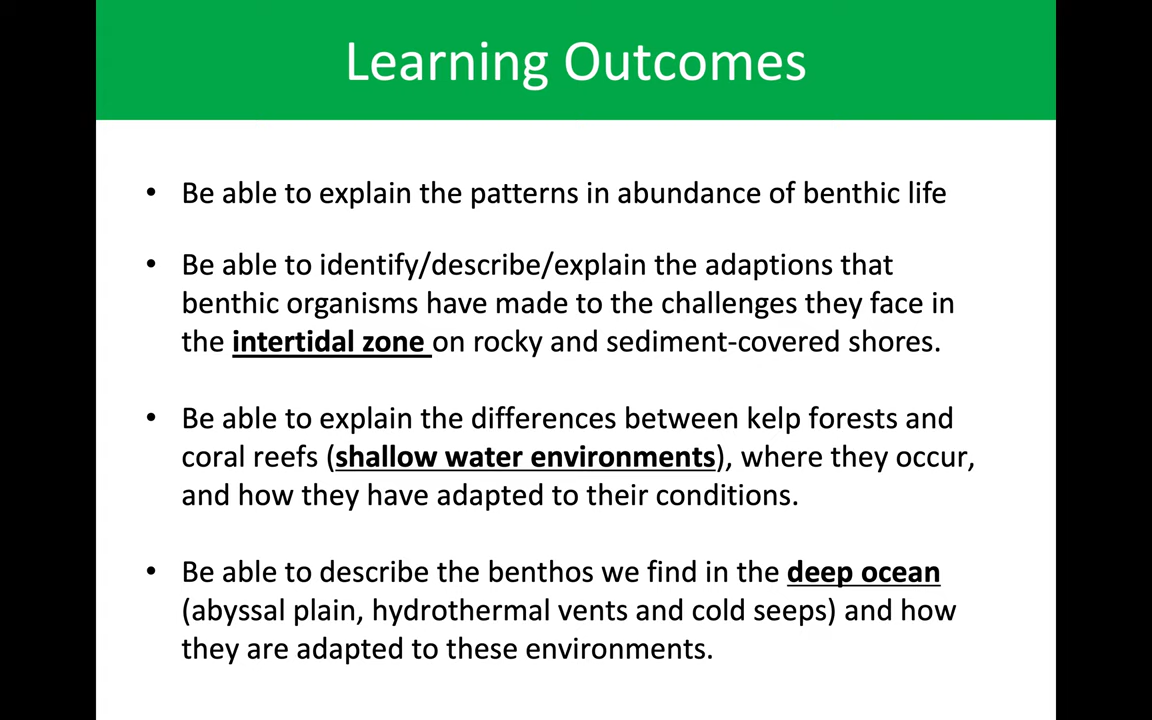 Learning Outcomes
• Be able to explain the patterns in abundance of benthic life
• Be able to identify/describe/explain the adaptions that
benthic organisms have made to the challenges they face in
the intertidal zone on rocky and sediment-covered shores.
• Be able to explain the differences between kelp forests and
coral reefs (shallow water environments), where they occur,
and how they have adapted to their conditions.
• Be able to describe the benthos we find in the deep ocean
(abyssal plain, hydrothermal vents and cold seeps) and how
they are adapted to these environments.